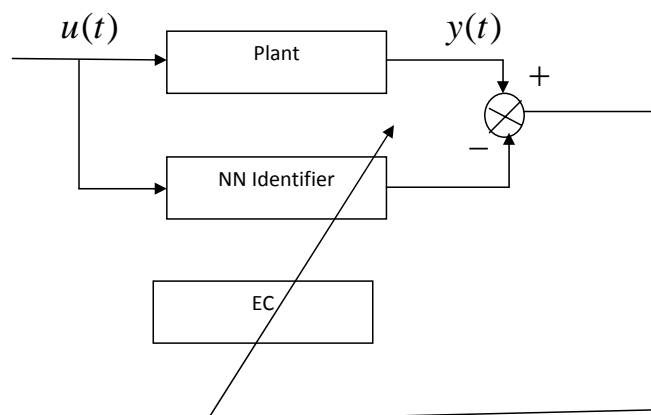 u(t)
Plant
y(t)
+
−
NN Identifier
EC